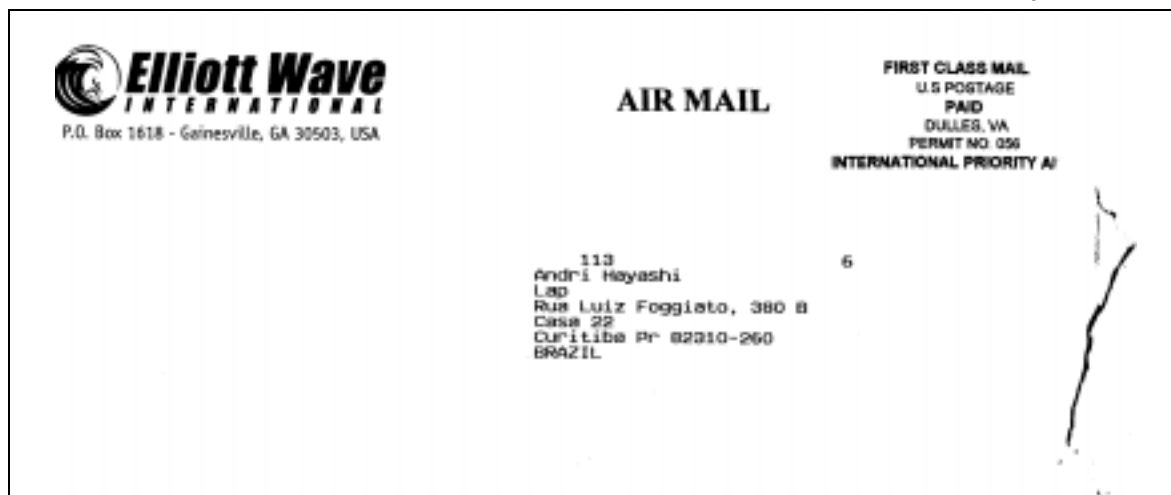 Elliott Wave
INTERNATIONAL
P.O. Box 1618 - Gainesville, GA 30503, USA
AIR MAIL
FIRST CLASS MAIL
U.S POSTAGE
PAID
DULLES, VA
PERMIT NO. 056
INTERNATIONAL PRIORITY AI
113 6
Andri Hayashi
Lap
Rua Luiz Foggiato, 380 B
Casa 22
Curitiba Pr 82310-260
BRAZIL